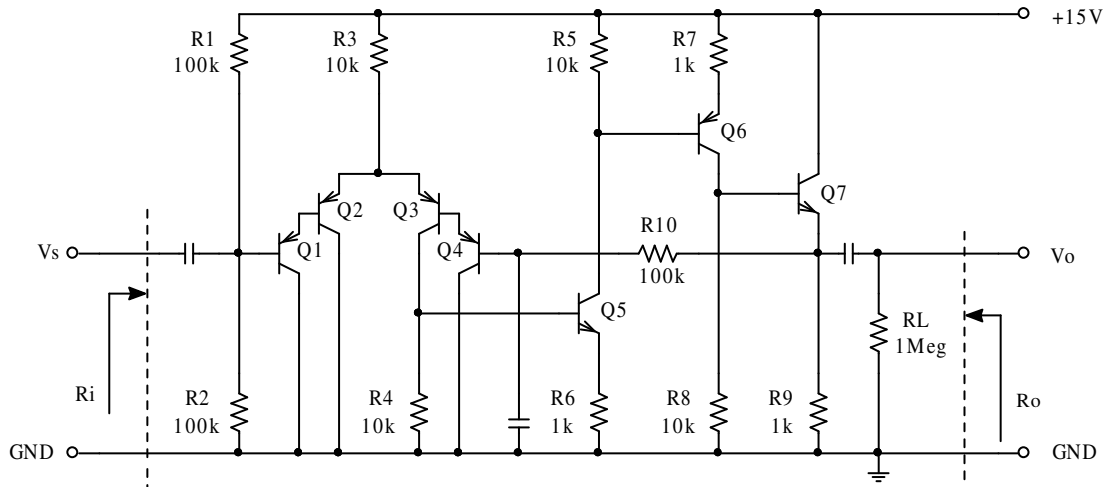 +15V
R1
100k
R3
10k
R5
10k
R7
1k
Q6
Q2
Q3
Q7
Vs
Q1
Q4
R10
100k
Vo
Q5
RL
1Meg
Ri
R2
100k
R4
10k
R6
1k
R8
10k
R9
1k
Ro
GND
GND